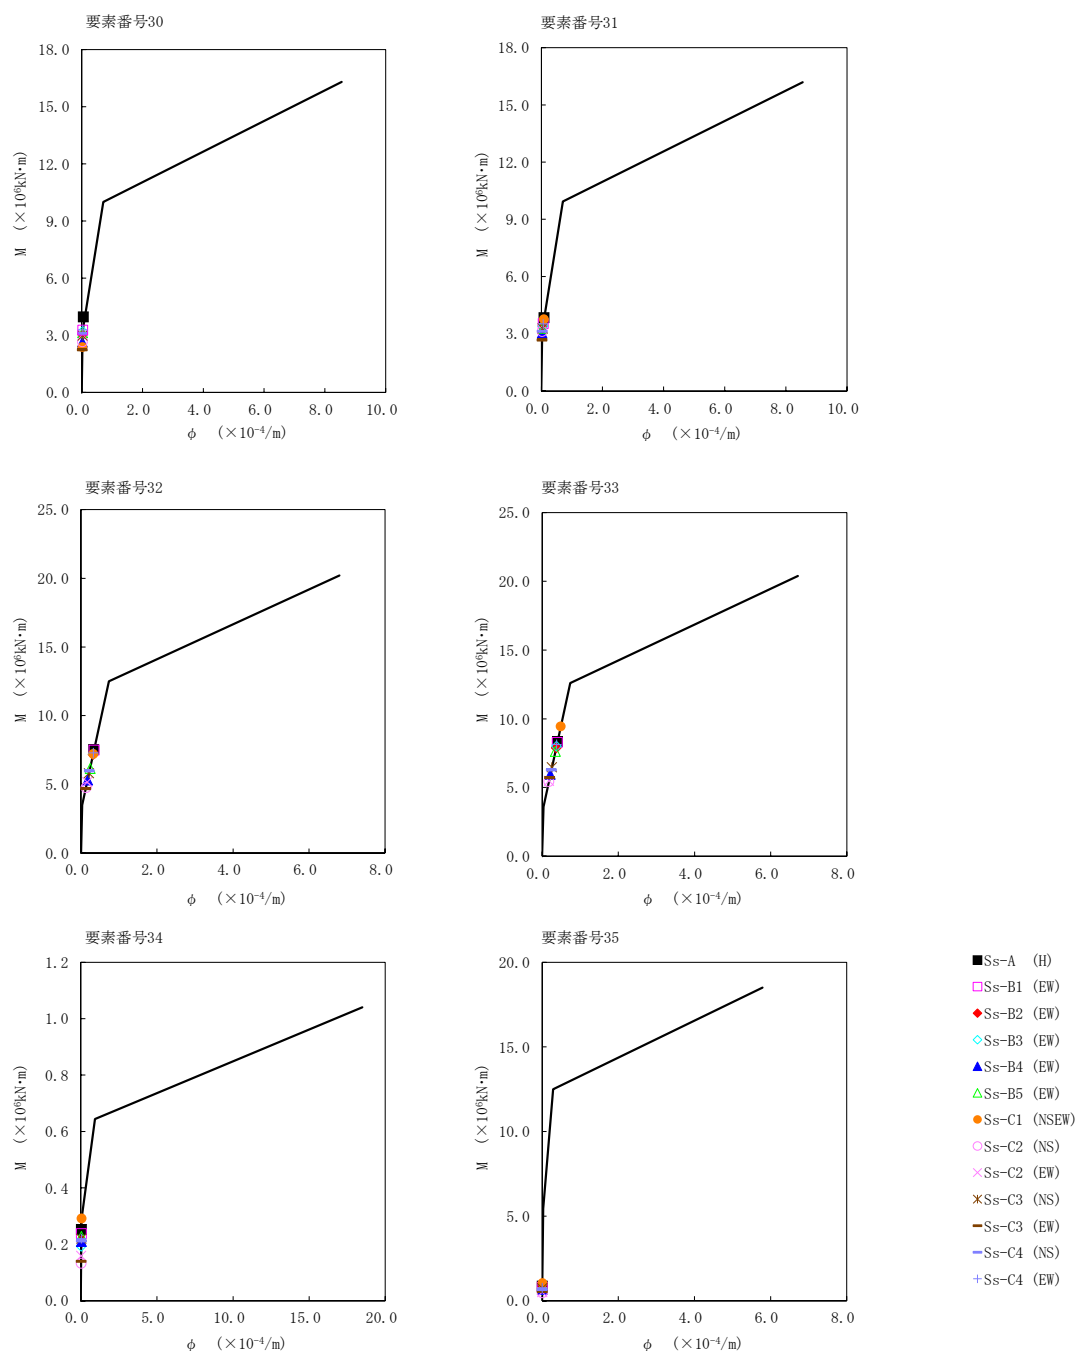 要素番号30
18.0
15.0
12.0
9.0
6.0
3.0
0.0
M (×10⁶kN・m)
0.0 2.0 4.0 6.0 8.0 10.0
φ (×10⁻⁴/m)
要素番号31
18.0
15.0
12.0
9.0
6.0
3.0
0.0
M (×10⁶kN・m)
0.0 2.0 4.0 6.0 8.0 10.0
φ (×10⁻⁴/m)
要素番号32
25.0
20.0
15.0
10.0
5.0
0.0
M (×10⁶kN・m)
0.0 2.0 4.0 6.0 8.0
φ (×10⁻⁴/m)
要素番号33
25.0
20.0
15.0
10.0
5.0
0.0
M (×10⁶kN・m)
0.0 2.0 4.0 6.0 8.0
φ (×10⁻⁴/m)
要素番号34
1.2
1.0
0.8
0.6
0.4
0.2
0.0
M (×10⁶kN・m)
0.0 5.0 10.0 15.0 20.0
φ (×10⁻⁴/m)
要素番号35
20.0
15.0
10.0
5.0
0.0
M (×10⁶kN・m)
0.0 2.0 4.0 6.0 8.0
φ (×10⁻⁴/m)
Ss-A (H)
Ss-B1 (EW)
Ss-B2 (EW)
Ss-B3 (EW)
Ss-B4 (EW)
Ss-B5 (EW)
Ss-C1 (NSEW)
Ss-C2 (NS)
Ss-C2 (EW)
Ss-C3 (NS)
Ss-C3 (EW)
Ss-C4 (NS)
Ss-C4 (EW)